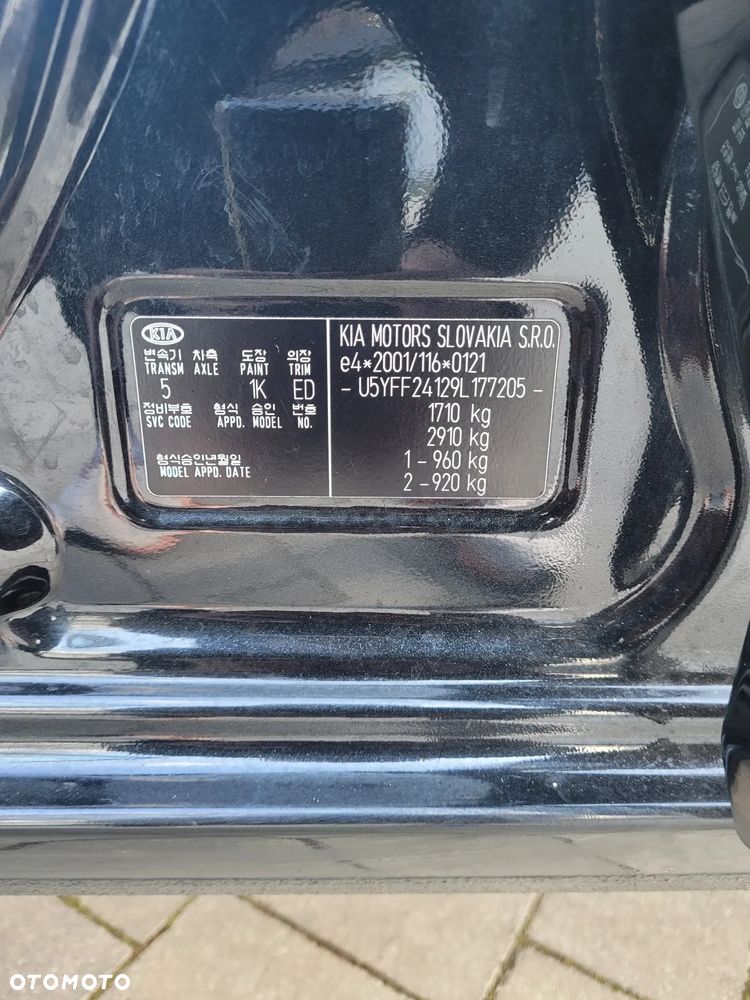 KIA
변속기 차축 도장 의장
TRANSM AXLE PAINT TRIM
5 1K ED
정비부호 형식 승인 번호
SVC CODE APPD. MODEL NO.
형식승인년월일
MODEL APPD. DATE
KIA MOTORS SLOVAKIA S.R.O.
e4*2001/116*0121
- U5YFF24129L177205 -
1710 kg
2910 kg
1 - 960 kg
2 - 920 kg
OTOMOTO